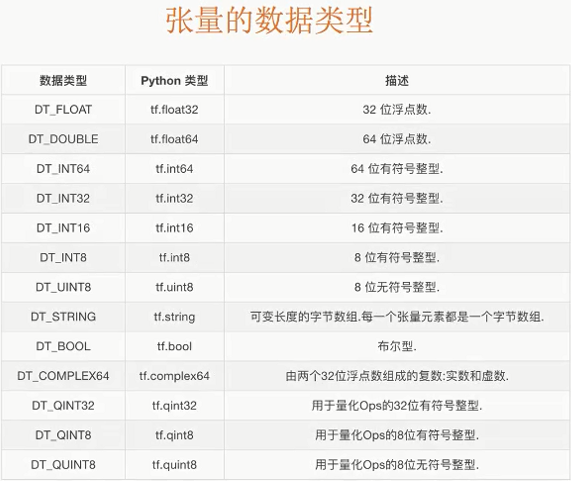 张量的数据类型
数据类型 Python 类型 描述
DT_FLOAT tf.float32 32 位浮点数.
DT_DOUBLE tf.float64 64 位浮点数.
DT_INT64 tf.int64 64 位有符号整型.
DT_INT32 tf.int32 32 位有符号整型.
DT_INT16 tf.int16 16 位有符号整型.
DT_INT8 tf.int8 8 位有符号整型.
DT_UINT8 tf.uint8 8 位无符号整型.
DT_STRING tf.string 可变长度的字节数组.每一个张量元素都是一个字节数组.
DT_BOOL tf.bool 布尔型.
DT_COMPLEX64 tf.complex64 由两个32位浮点数组成的复数:实数和虚数.
DT_QINT32 tf.qint32 用于量化Ops的32位有符号整型.
DT_QINT8 tf.qint8 用于量化Ops的8位有符号整型.
DT_QUINT8 tf.quint8 用于量化Ops的8位无符号整型.